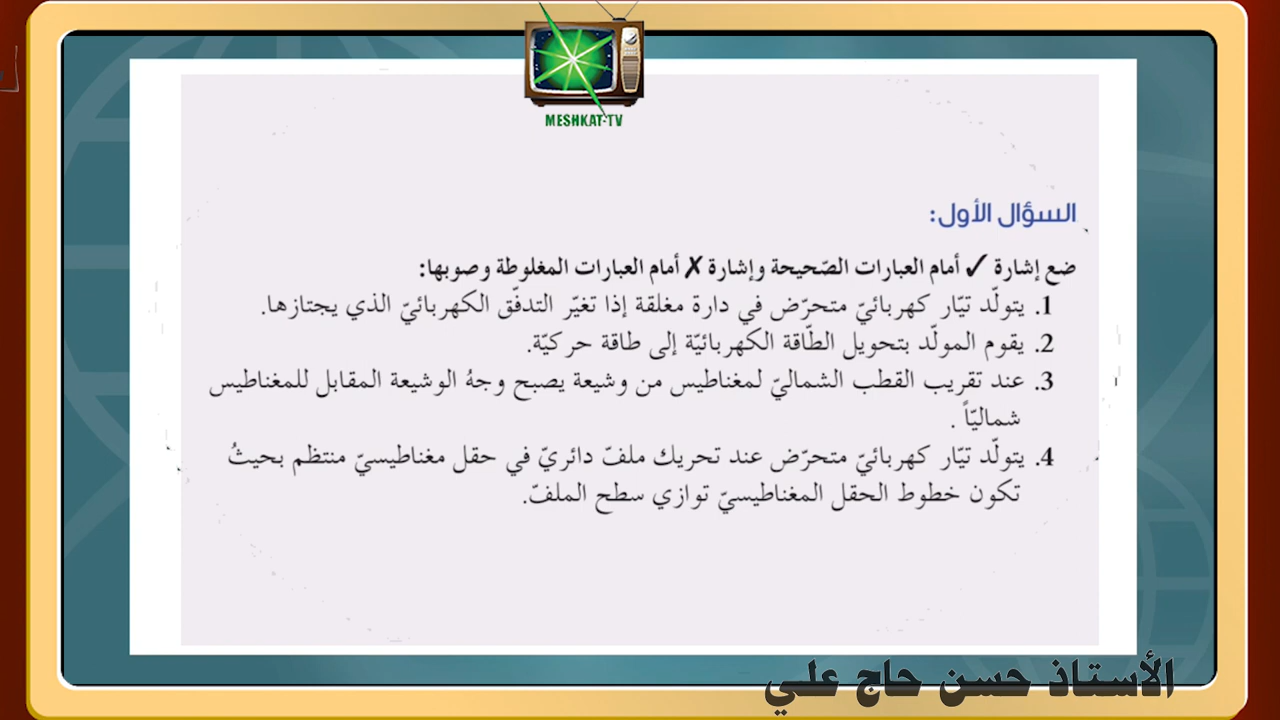 MESHKAT-TV
السؤال الأول:
ضع إشارة ✓ أمام العبارات الصّحيحة وإشارة ✗ أمام العبارات المغلوطة وصوبها:
1. يتولّد تيّار كهربائيّ متحرّض في دارة مغلقة إذا تغيّر التدفّق الكهربائيّ الذي يجتازها.
2. يقوم المولّد بتحويل الطّاقة الكهربائيّة إلى طاقة حركيّة.
3. عند تقريب القطب الشماليّ لمغناطيس من وشيعة يصبح وجهُ الوشيعة المقابل للمغناطيس
شماليّاً .
4. يتولّد تيّار كهربائيّ متحرّض عند تحريك ملفّ دائريّ في حقل مغناطيسيّ منتظم بحيثُ
تكون خطوط الحقل المغناطيسيّ توازي سطح الملفّ.
الأستاذ حسن حاج علي